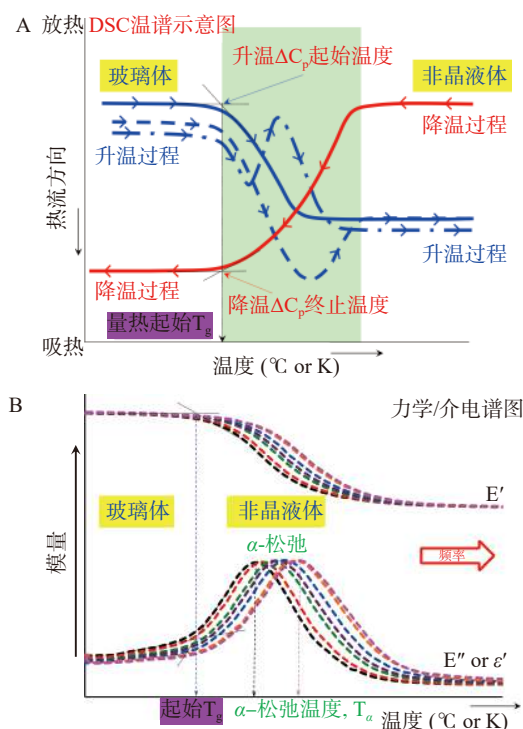 A
放热
DSC温谱示意图
玻璃体
升温ΔCp起始温度
非晶液体
降温过程
升温过程
热流方向
升温过程
降温过程
降温ΔCp终止温度
量热起始Tg
吸热
温度 (℃ or K)
B
力学/介电谱图
E′
玻璃体
非晶液体
α-松弛
频率
模量
E″ or ε′
起始Tg
α-松弛温度, Tα
温度 (℃ or K)